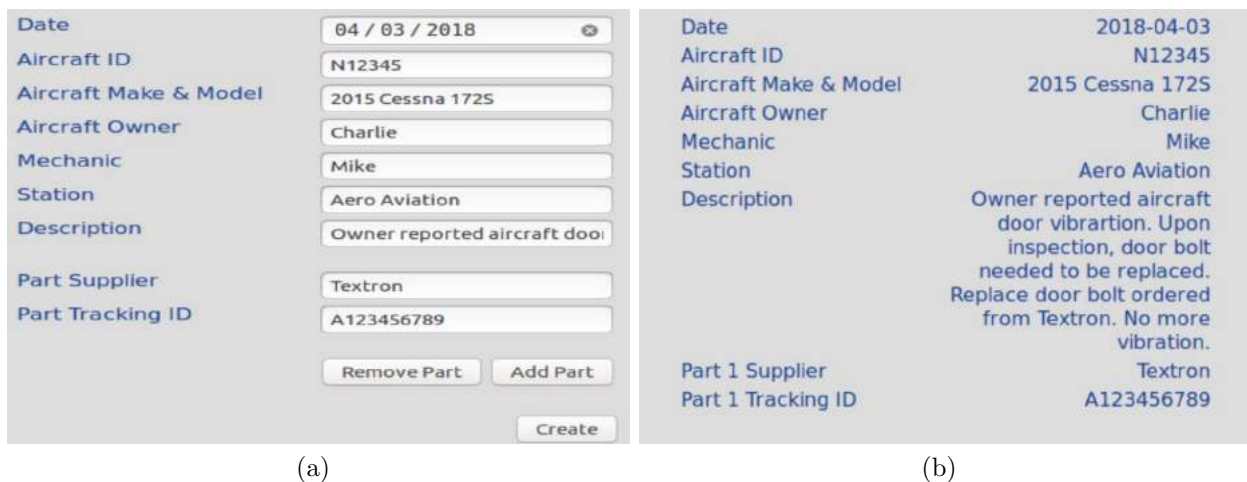 Date 04 / 03 / 2018
Aircraft ID N12345
Aircraft Make & Model 2015 Cessna 172S
Aircraft Owner Charlie
Mechanic Mike
Station Aero Aviation
Description Owner reported aircraft doo
Part Supplier Textron
Part Tracking ID A123456789
Remove Part Add Part
Create
(a)
Date 2018-04-03
Aircraft ID N12345
Aircraft Make & Model 2015 Cessna 172S
Aircraft Owner Charlie
Mechanic Mike
Station Aero Aviation
Description Owner reported aircraft
door vibrartion. Upon
inspection, door bolt
needed to be replaced.
Replace door bolt ordered
from Textron. No more
vibration.
Part 1 Supplier Textron
Part 1 Tracking ID A123456789
(b)